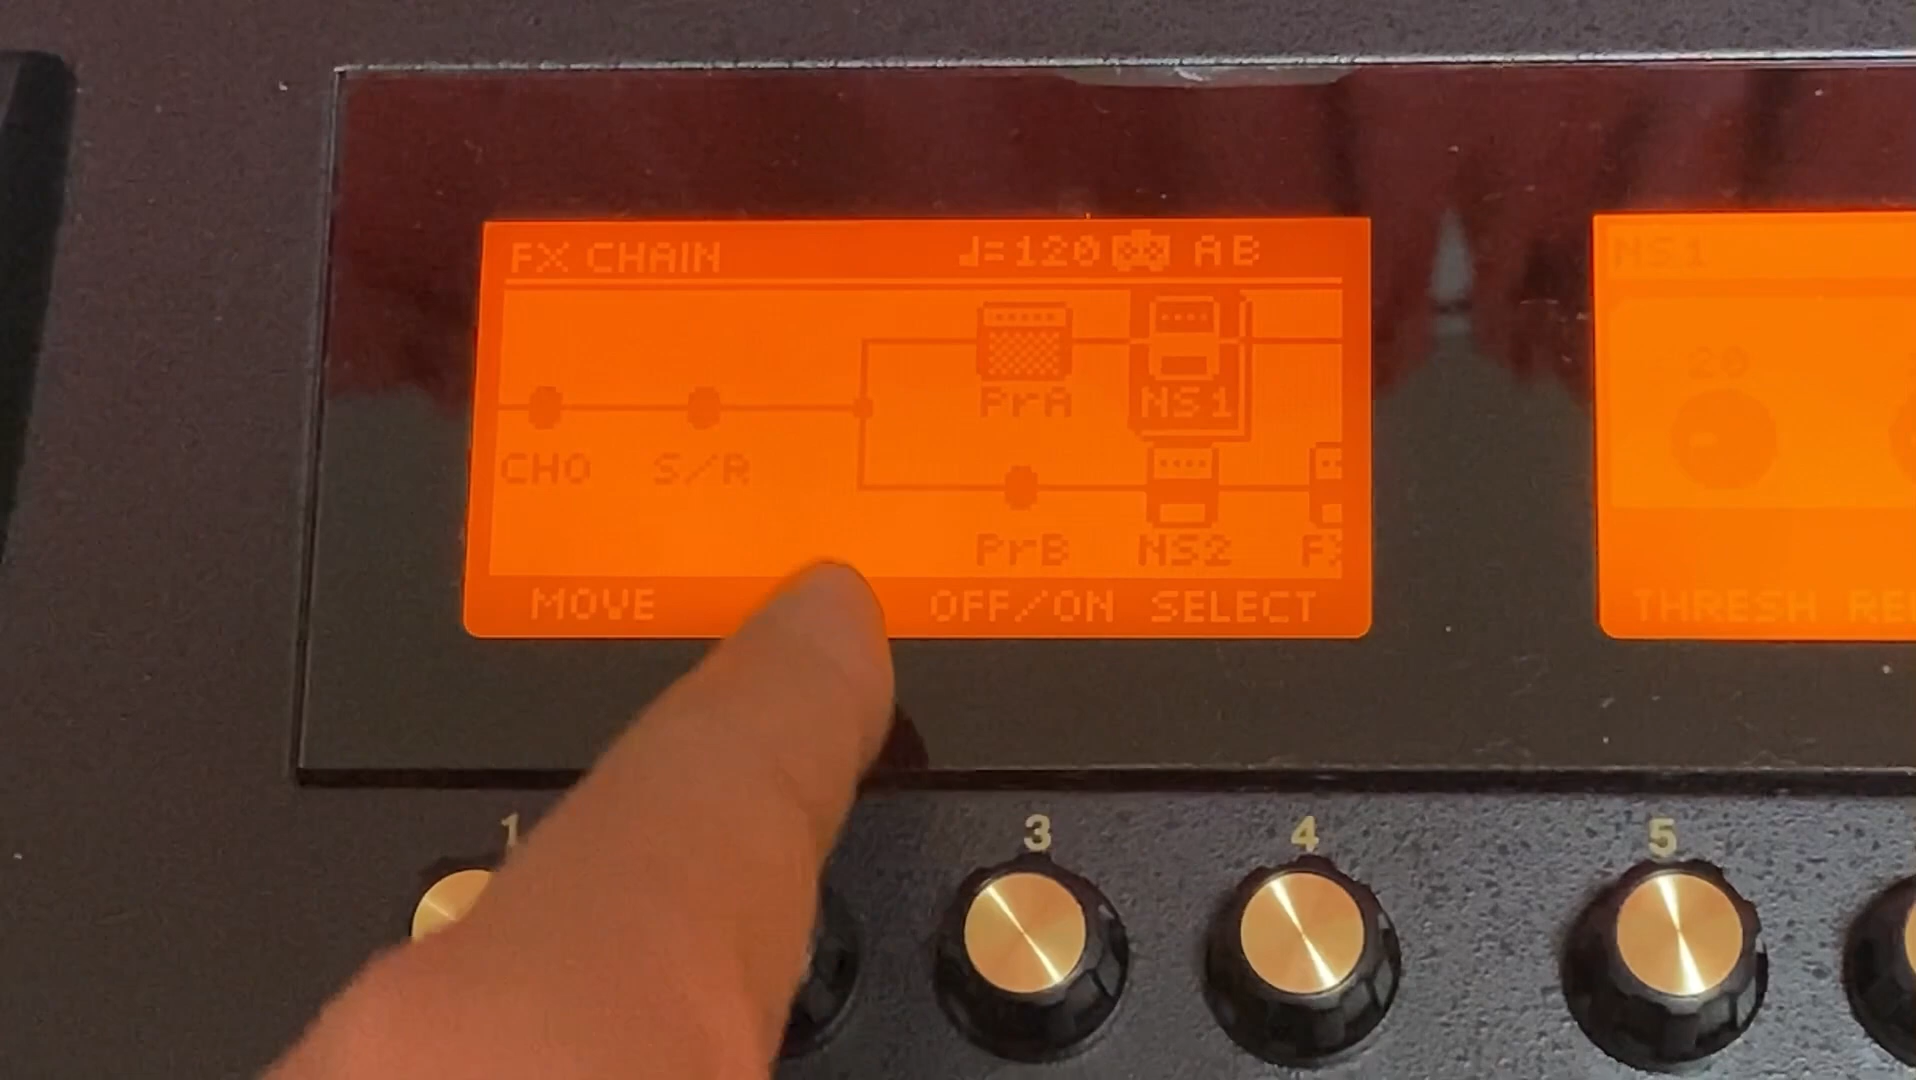 FX CHAIN ♩=120 AB
PrA NS1
CHO S/R
PrB NS2
MOVE OFF/ON SELECT
NS1
20
THRESH
1 3 4 5